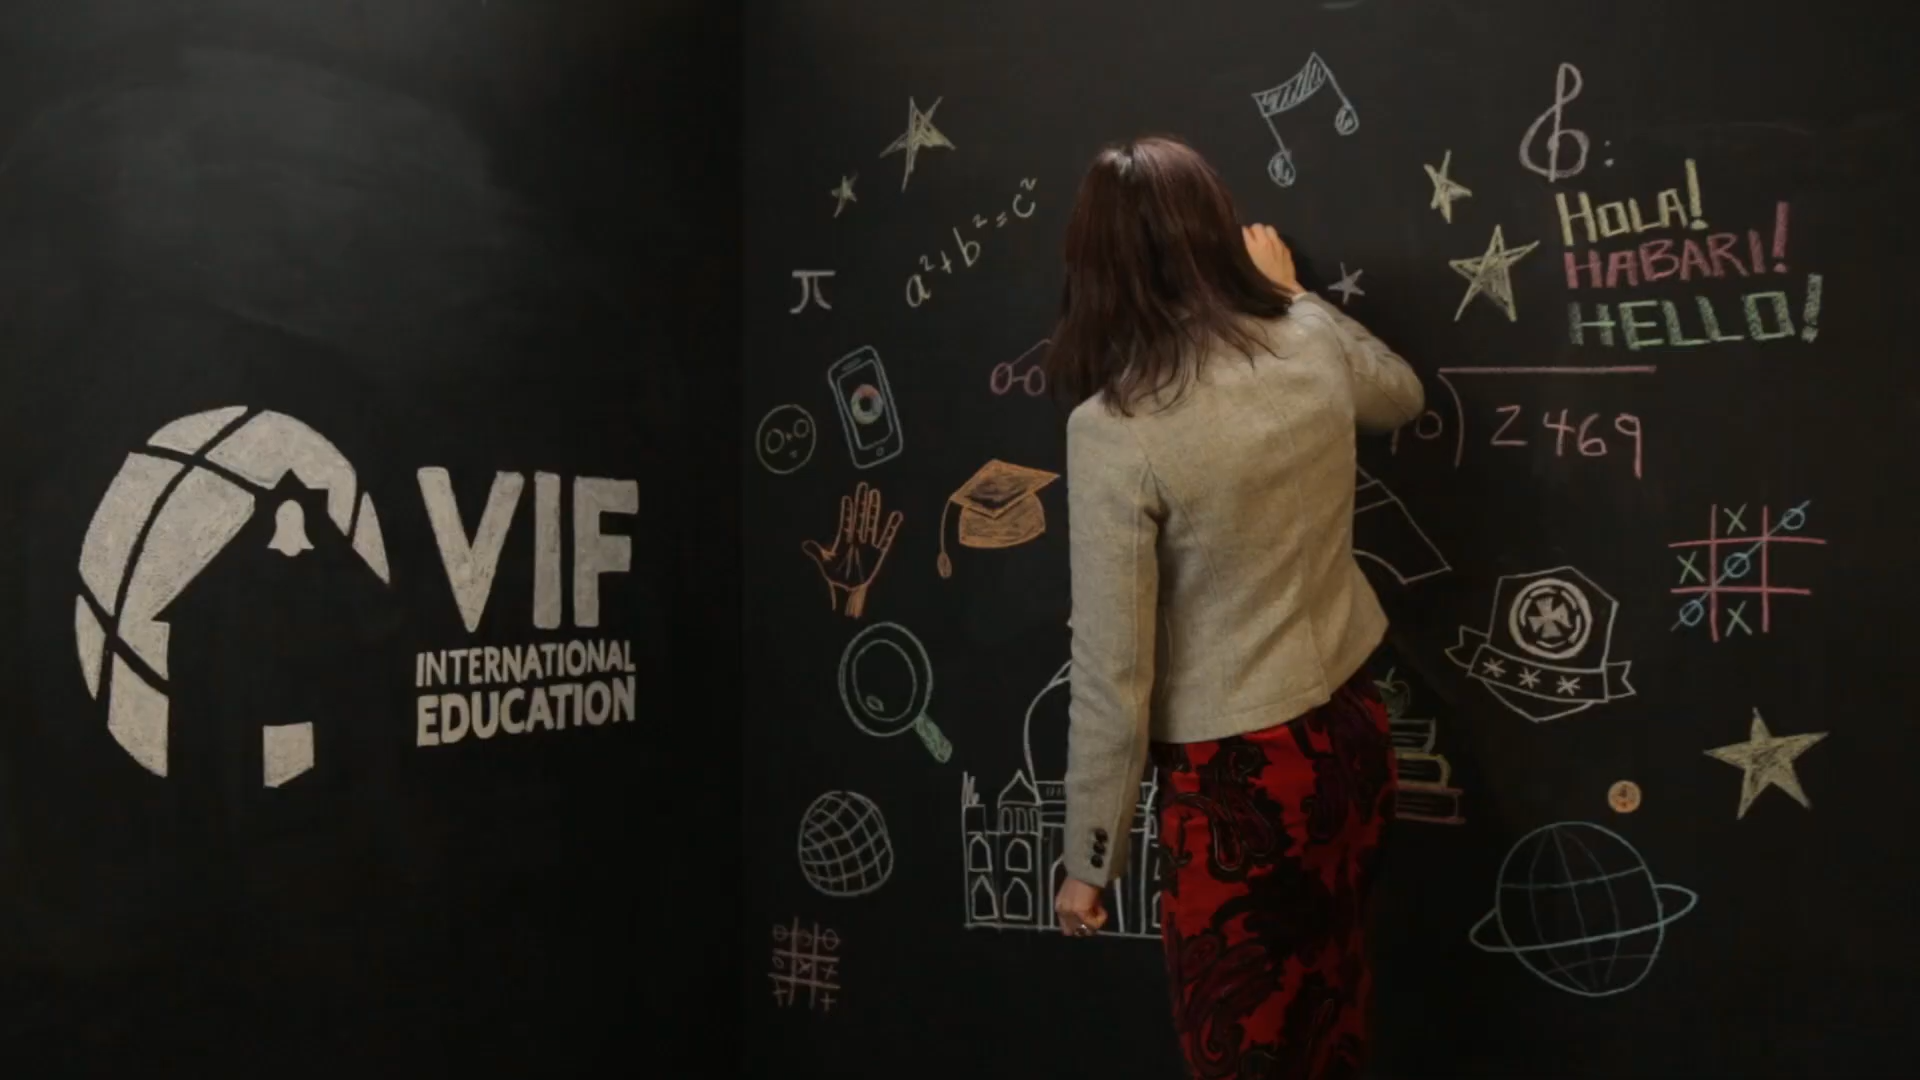 VIF
INTERNATIONAL
EDUCATION
π
a² + b² = c²
HOLA!
HABARI!
HELLO!
2469
X
X
X